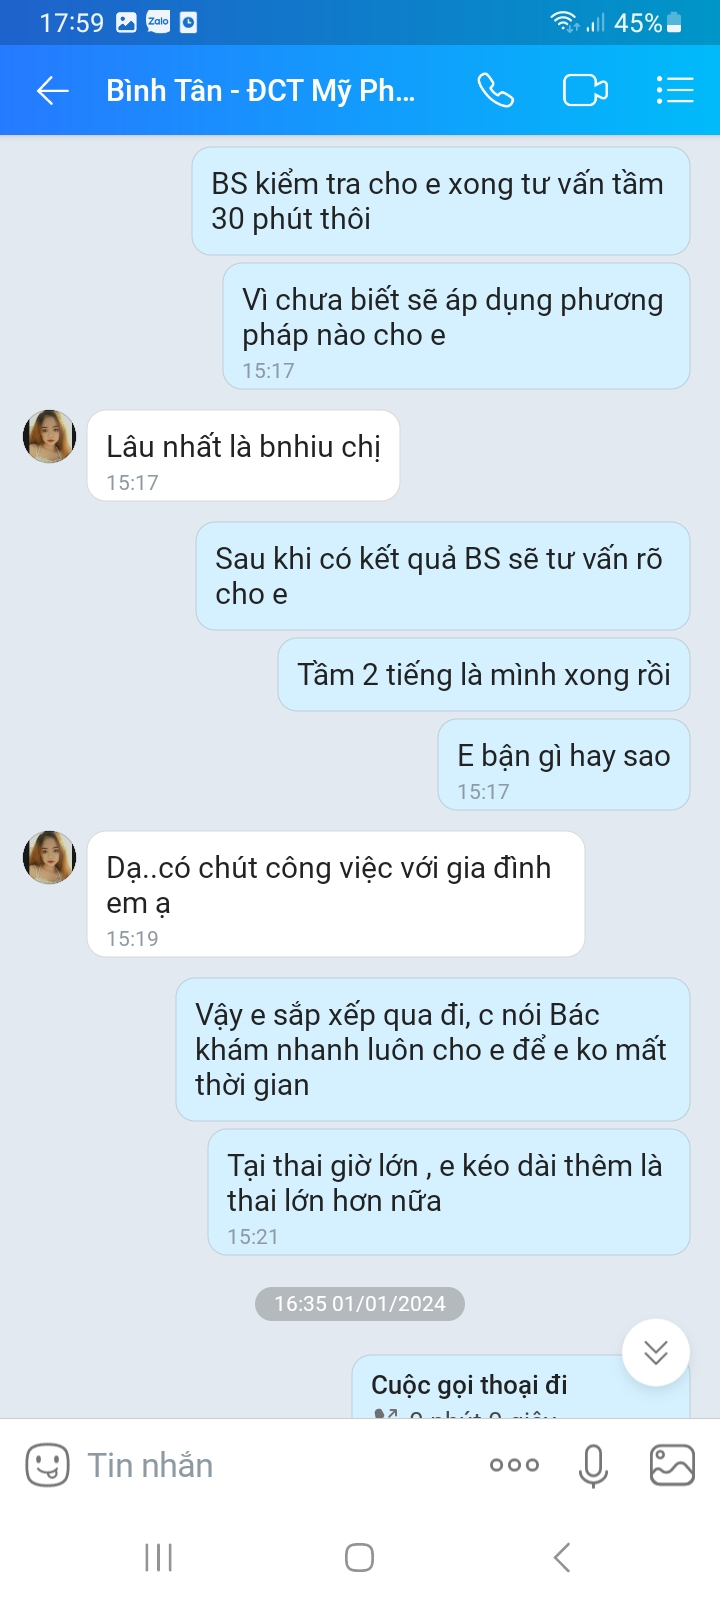 17:59
Zalo
45%
Bình Tân - ĐCT Mỹ Ph...
BS kiểm tra cho e xong tư vấn tầm
30 phút thôi
Vì chưa biết sẽ áp dụng phương
pháp nào cho e
15:17
Lâu nhất là bnhiu chị
15:17
Sau khi có kết quả BS sẽ tư vấn rõ
cho e
Tầm 2 tiếng là mình xong rồi
E bận gì hay sao
15:17
Dạ..có chút công việc với gia đình
em ạ
15:19
Vậy e sắp xếp qua đi, c nói Bác
khám nhanh luôn cho e để e ko mất
thời gian
Tại thai giờ lớn , e kéo dài thêm là
thai lớn hơn nữa
15:21
16:35 01/01/2024
Cuộc gọi thoại đi
Tin nhắn